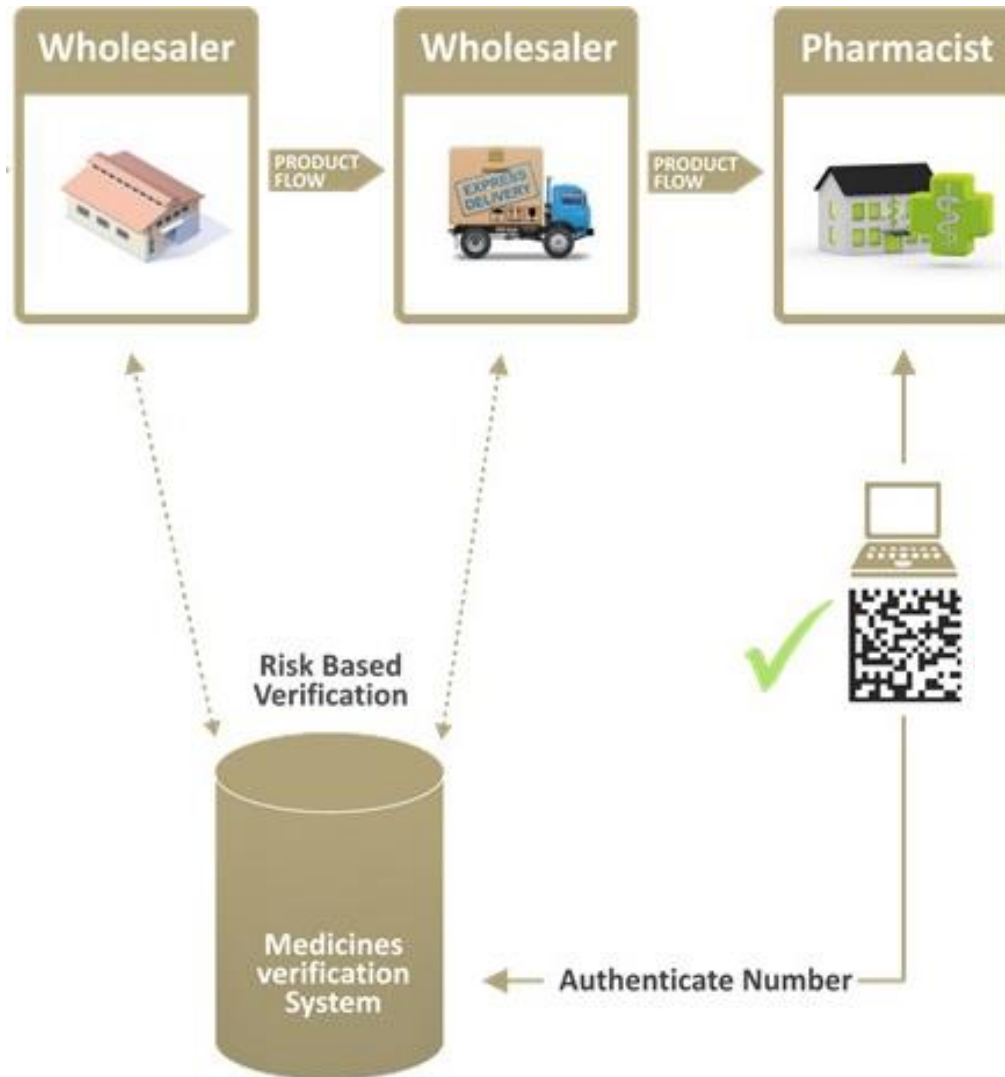 Wholesaler
Wholesaler
Pharmacist
PRODUCT
FLOW
EXPRESS
DELIVERY
PRODUCT
FLOW
Risk Based
Verification
Medicines
verification
System
Authenticate Number